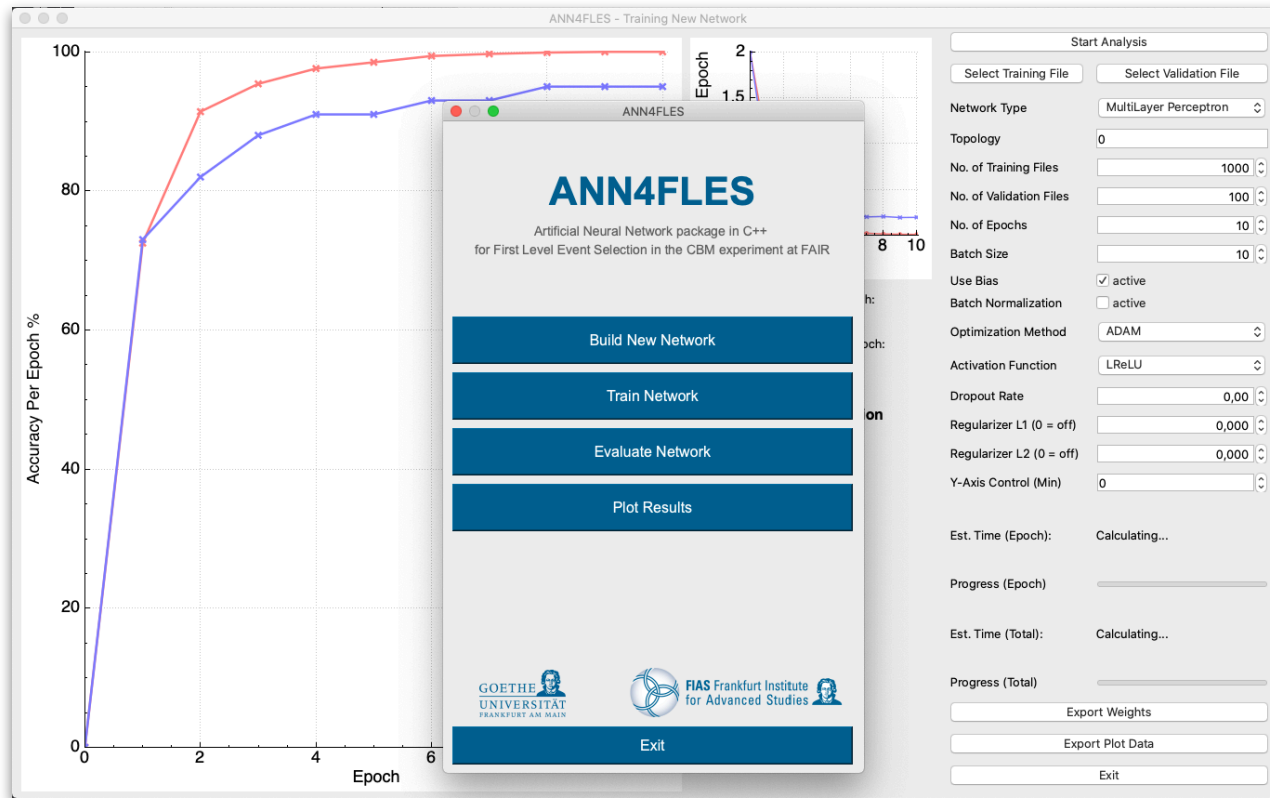 ANN4FLES - Training New Network
100
80
60
40
20
0
Accuracy Per Epoch %
0
2
4
6
Epoch
2
1.5
Epoch
8
10
h:
och:
ion
ANN4FLES
ANN4FLES
Artificial Neural Network package in C++
for First Level Event Selection in the CBM experiment at FAIR
Build New Network
Train Network
Evaluate Network
Plot Results
GOETHE
UNIVERSITÄT
FRANKFURT AM MAIN
FIAS Frankfurt Institute
for Advanced Studies
Exit
Start Analysis
Select Training File
Select Validation File
Network Type MultiLayer Perceptron
Topology 0
No. of Training Files 1000
No. of Validation Files 100
No. of Epochs 10
Batch Size 10
Use Bias active
Batch Normalization active
Optimization Method ADAM
Activation Function LReLU
Dropout Rate 0,00
Regularizer L1 (0 = off) 0,000
Regularizer L2 (0 = off) 0,000
Y-Axis Control (Min) 0
Est. Time (Epoch): Calculating...
Progress (Epoch)
Est. Time (Total): Calculating...
Progress (Total)
Export Weights
Export Plot Data
Exit